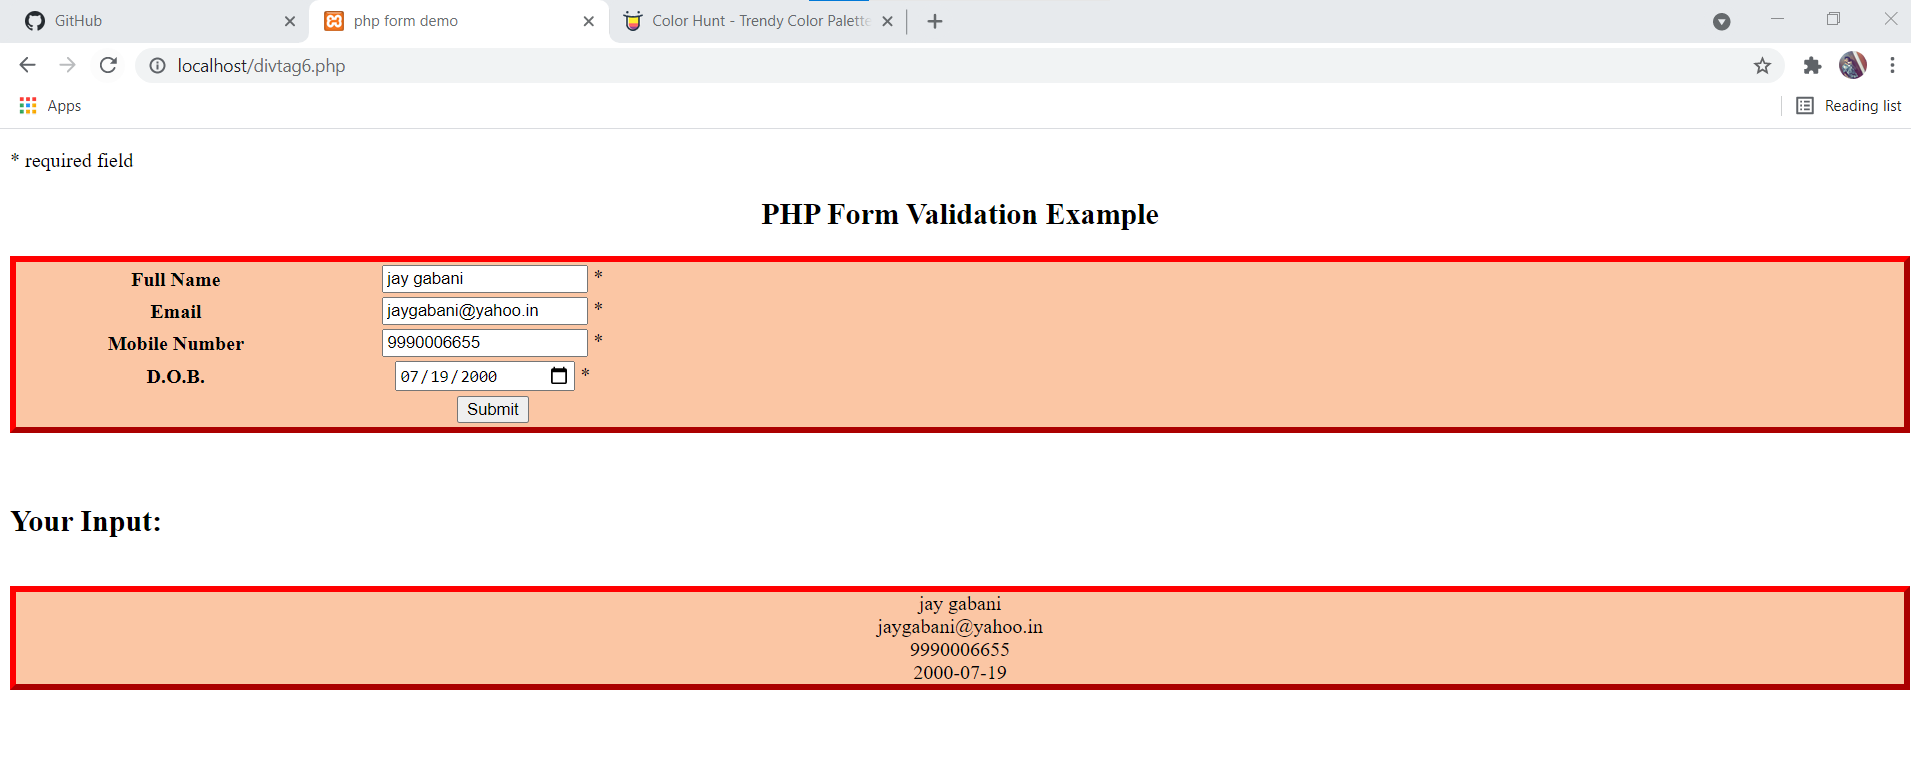 GitHub php form demo Color Hunt - Trendy Color Palette
localhost/divtag6.php
Apps Reading list
* required field
PHP Form Validation Example
Full Name jay gabani *
Email jaygabani@yahoo.in *
Mobile Number 9990006655 *
D.O.B. 07/19/2000 *
Submit
Your Input:
jay gabani
jaygabani@yahoo.in
9990006655
2000-07-19